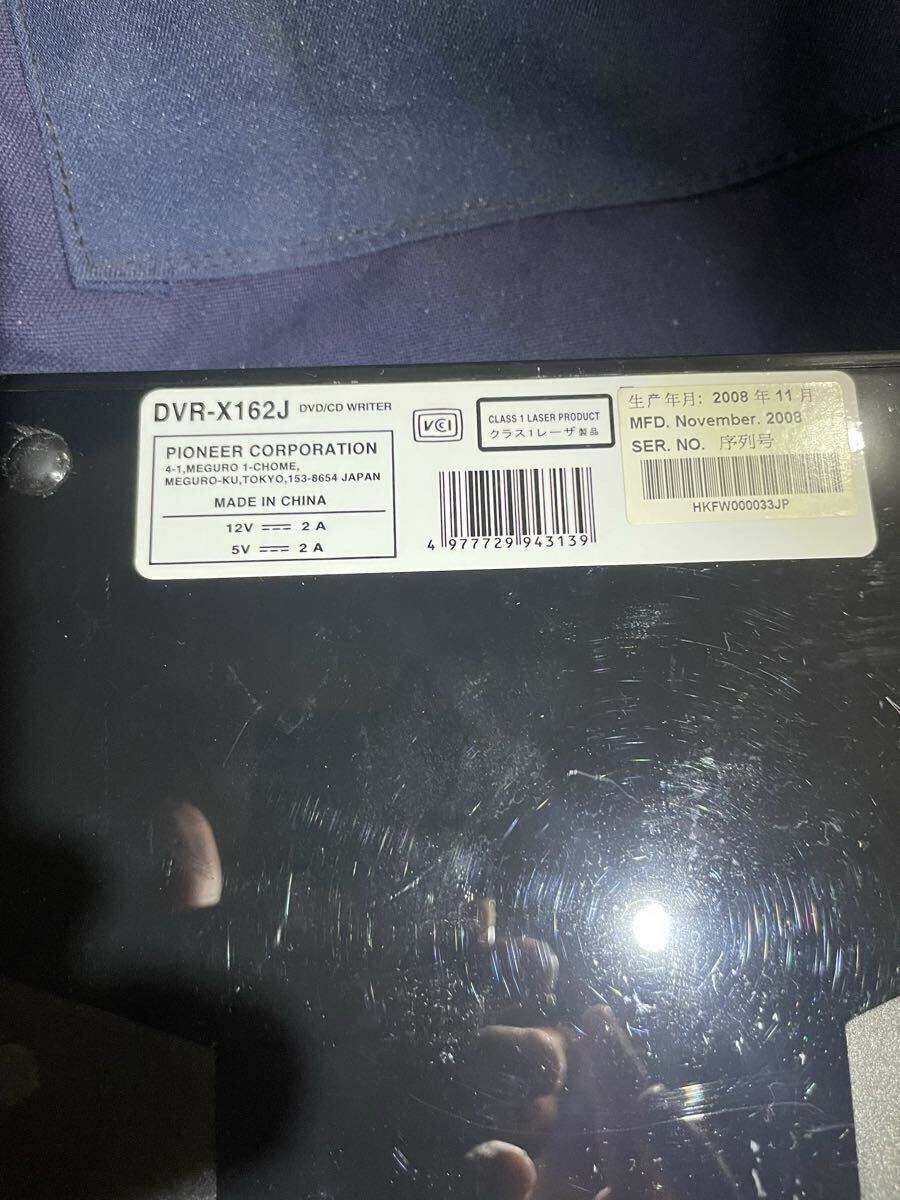 DVR-X162J DVD/CD WRITER
PIONEER CORPORATION
4-1,MEGURO 1-CHOME,
MEGURO-KU,TOKYO,153-8654 JAPAN
MADE IN CHINA
12V ⎓ 2 A
5V ⎓ 2 A
VCI
CLASS 1 LASER PRODUCT
クラス1レーザ製品
4 977729 943139
生产年月: 2008 年 11 月
MFD. November. 2008
SER. NO. 序列号
HKFW000033JP